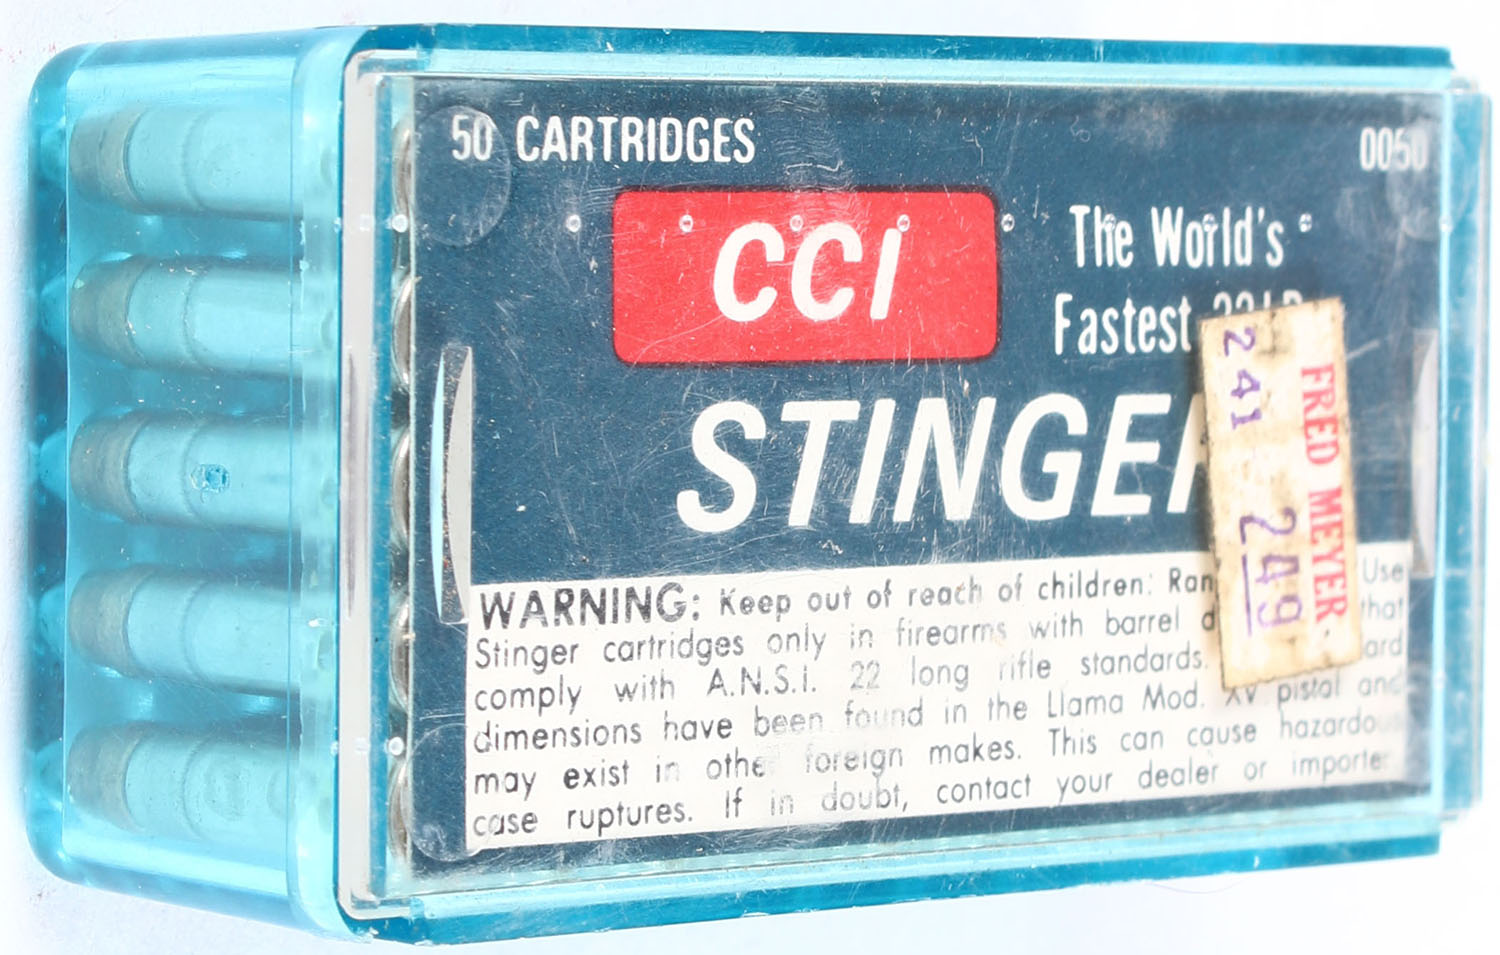 50 CARTRIDGES
0050
CCI
The World's
Fastest 22LR
STINGER
FRED MEYER
241 249
WARNING: Keep out of reach of children: Ran Use
Stinger cartridges only in firearms with barrel d that
comply with A.N.S.I. 22 long rifle standards. ard
dimensions have been found in the Llama Mod. XV pistol and
may exist in other foreign makes. This can cause hazardous
case ruptures. If in doubt, contact your dealer or importer.